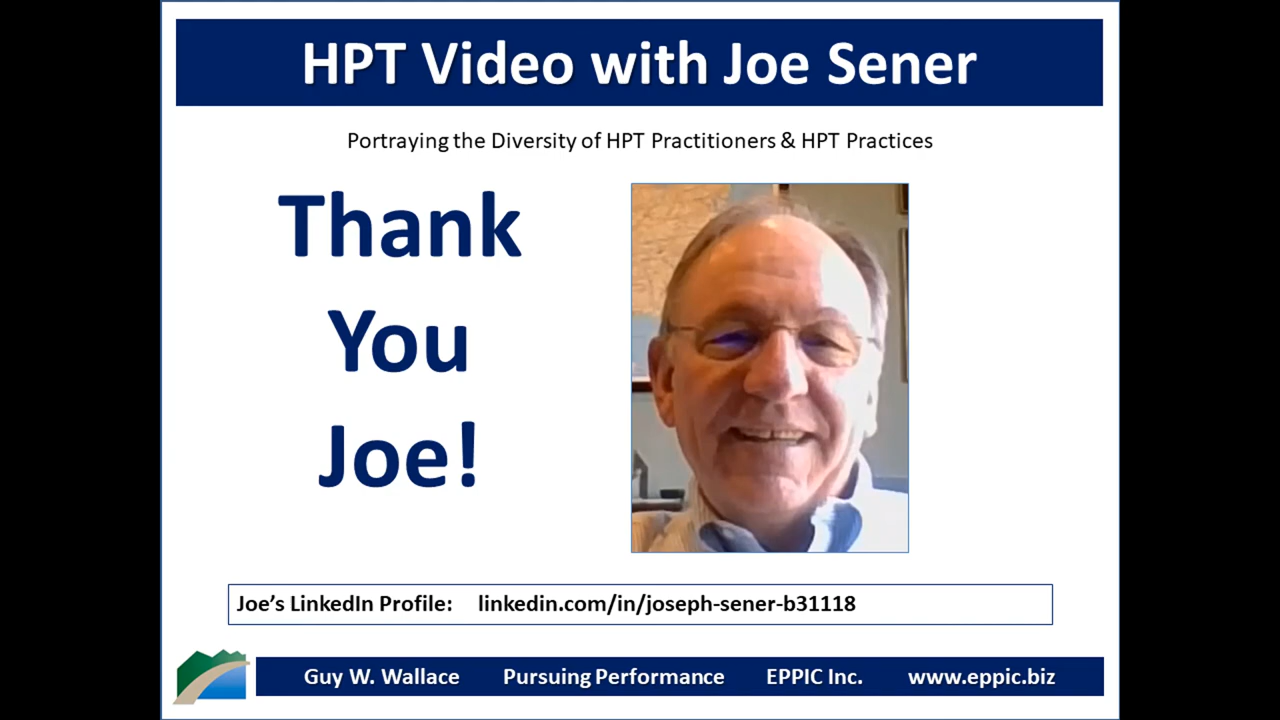 HPT Video with Joe Sener
Portraying the Diversity of HPT Practitioners & HPT Practices
Thank
You
Joe!
Joe’s LinkedIn Profile: linkedin.com/in/joseph-sener-b31118
Guy W. Wallace Pursuing Performance EPPIC Inc. www.eppic.biz